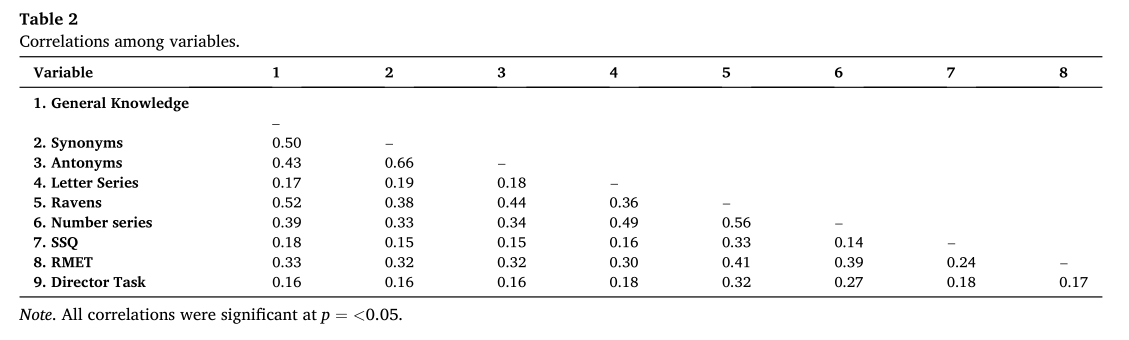 Table 2
Correlations among variables.
Variable 1 2 3 4 5 6 7 8
1. General Knowledge
–
2. Synonyms 0.50 –
3. Antonyms 0.43 0.66 –
4. Letter Series 0.17 0.19 0.18 –
5. Ravens 0.52 0.38 0.44 0.36 –
6. Number series 0.39 0.33 0.34 0.49 0.56 –
7. SSQ 0.18 0.15 0.15 0.16 0.33 0.14 –
8. RMET 0.33 0.32 0.32 0.30 0.41 0.39 0.24 –
9. Director Task 0.16 0.16 0.16 0.18 0.32 0.27 0.18 0.17
Note. All correlations were significant at p = <0.05.